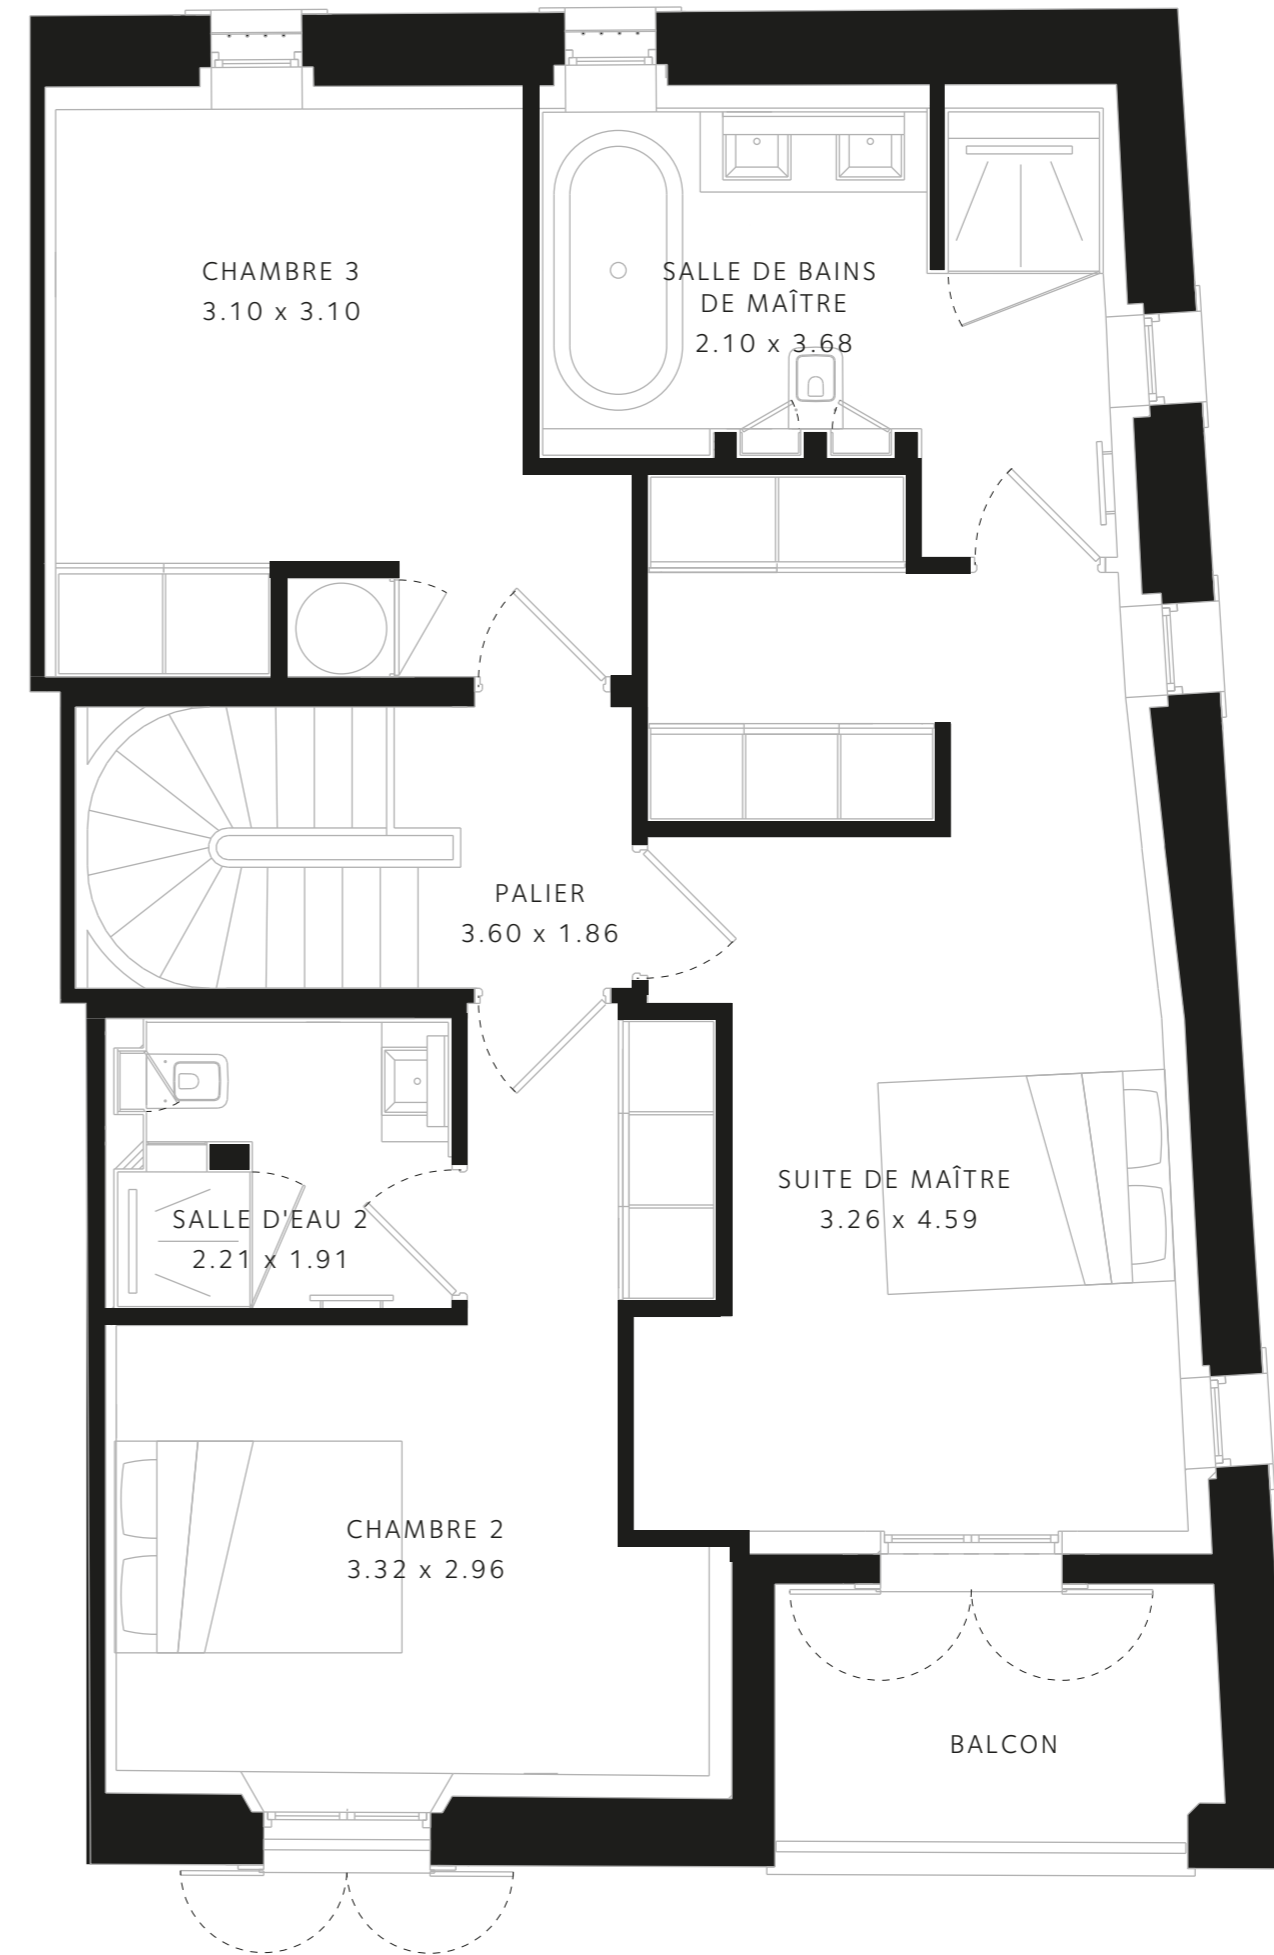 CHAMBRE 3
3.10 x 3.10
SALLE DE BAINS
DE MAÎTRE
2.10 x 3.68
PALIER
3.60 x 1.86
SUITE DE MAÎTRE
3.26 x 4.59
SALLE D'EAU 2
2.21 x 1.91
CHAMBRE 2
3.32 x 2.96
BALCON